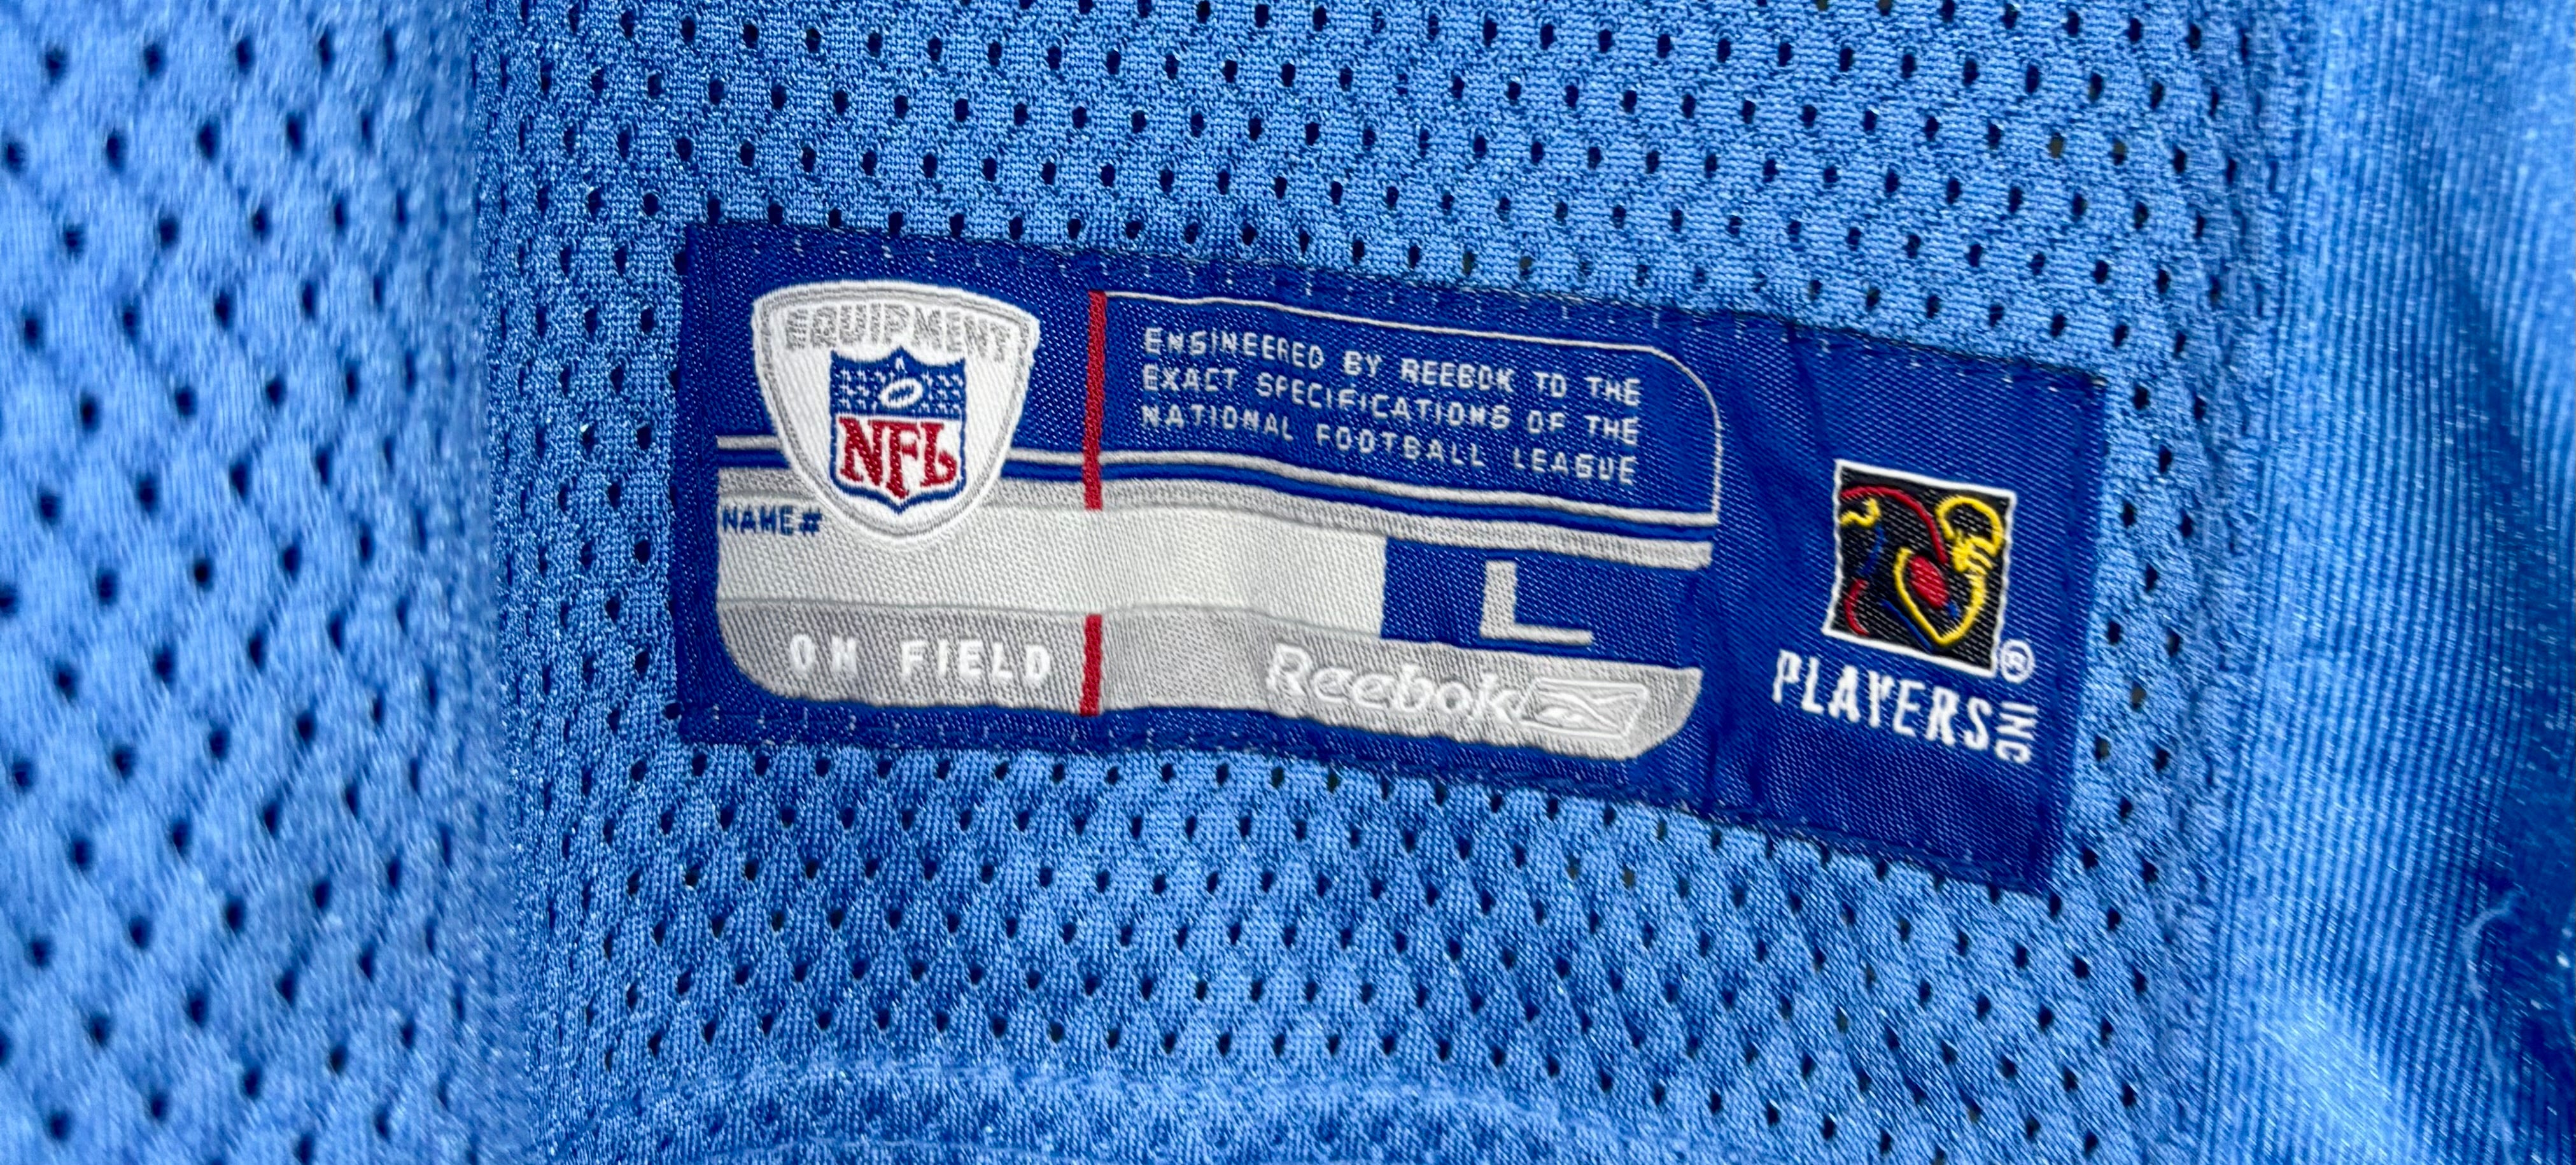 EQUIPMENT
NFL
ENGINEERED BY REEBOK TO THE
EXACT SPECIFICATIONS OF THE
NATIONAL FOOTBALL LEAGUE
NAME#
L
ON FIELD
Reebok
®
PLAYERS INC